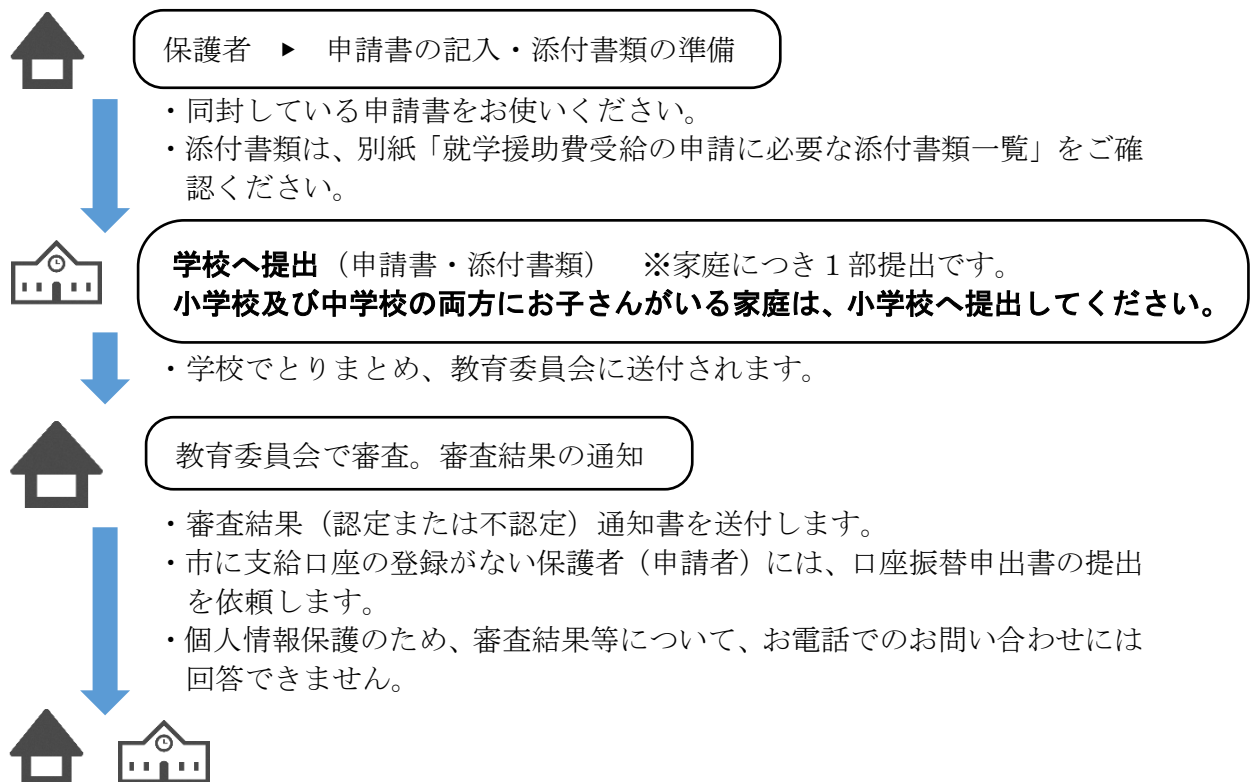 保護者 ▶ 申請書の記入・添付書類の準備
・同封している申請書をお使いください。
・添付書類は、別紙「就学援助費受給の申請に必要な添付書類一覧」をご確
認ください。
学校へ提出（申請書・添付書類） ※家庭につき１部提出です。
小学校及び中学校の両方にお子さんがいる家庭は、小学校へ提出してください。
・学校でとりまとめ、教育委員会に送付されます。
教育委員会で審査。審査結果の通知
・審査結果（認定または不認定）通知書を送付します。
・市に支給口座の登録がない保護者（申請者）には、口座振替申出書の提出
を依頼します。
・個人情報保護のため、審査結果等について、お電話でのお問い合わせには
回答できません。